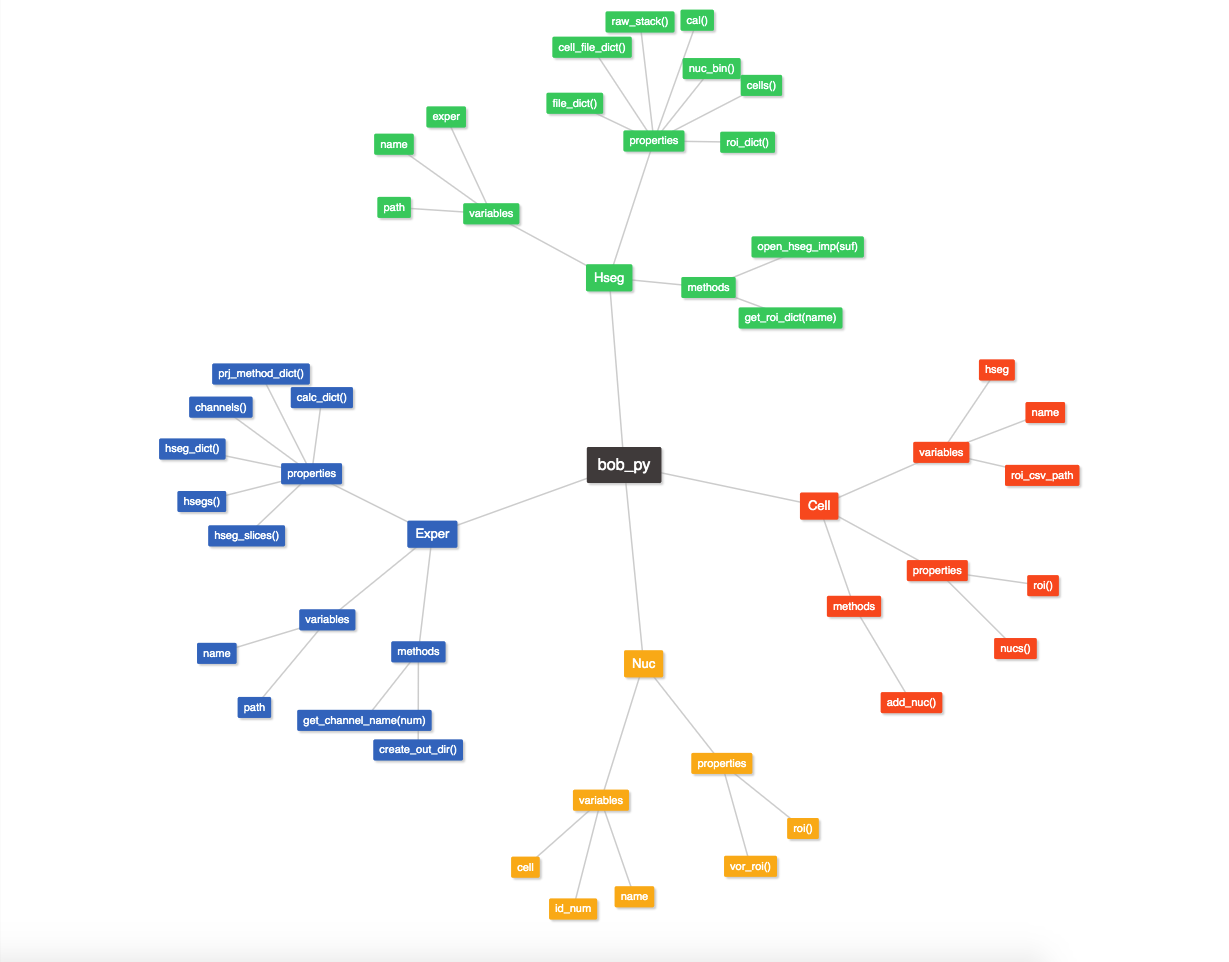 raw_stack()
cal()
cell_file_dict()
nuc_bin()
cells()
file_dict()
properties
roi_dict()
exper
name
path
variables
Hseg
open_hseg_imp(suf)
methods
get_roi_dict(name)
bob_py
prj_method_dict()
calc_dict()
channels()
hseg_dict()
properties
hsegs()
hseg_slices()
Exper
variables
name
path
methods
get_channel_name(num)
create_out_dir()
hseg
name
variables
roi_csv_path
Cell
properties
roi()
nucs()
methods
add_nuc()
Nuc
properties
roi()
vor_roi()
variables
cell
id_num
name